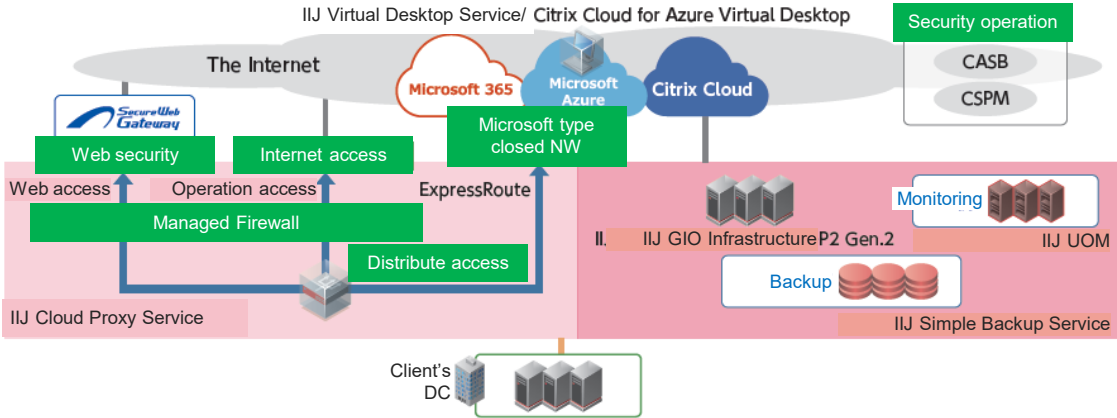 IIJ Virtual Desktop Service/ Citrix Cloud for Azure Virtual Desktop
Security operation
The Internet
CASB
CSPM
Microsoft 365
Microsoft
Azure
Citrix Cloud
SecureWeb
Gateway
Web security
Internet access
Microsoft type
closed NW
Web access
Operation access
ExpressRoute
Managed Firewall
Distribute access
IIJ Cloud Proxy Service
Monitoring
IIJ GIO Infrastructure P2 Gen.2
IIJ UOM
Backup
IIJ Simple Backup Service
Client's
DC